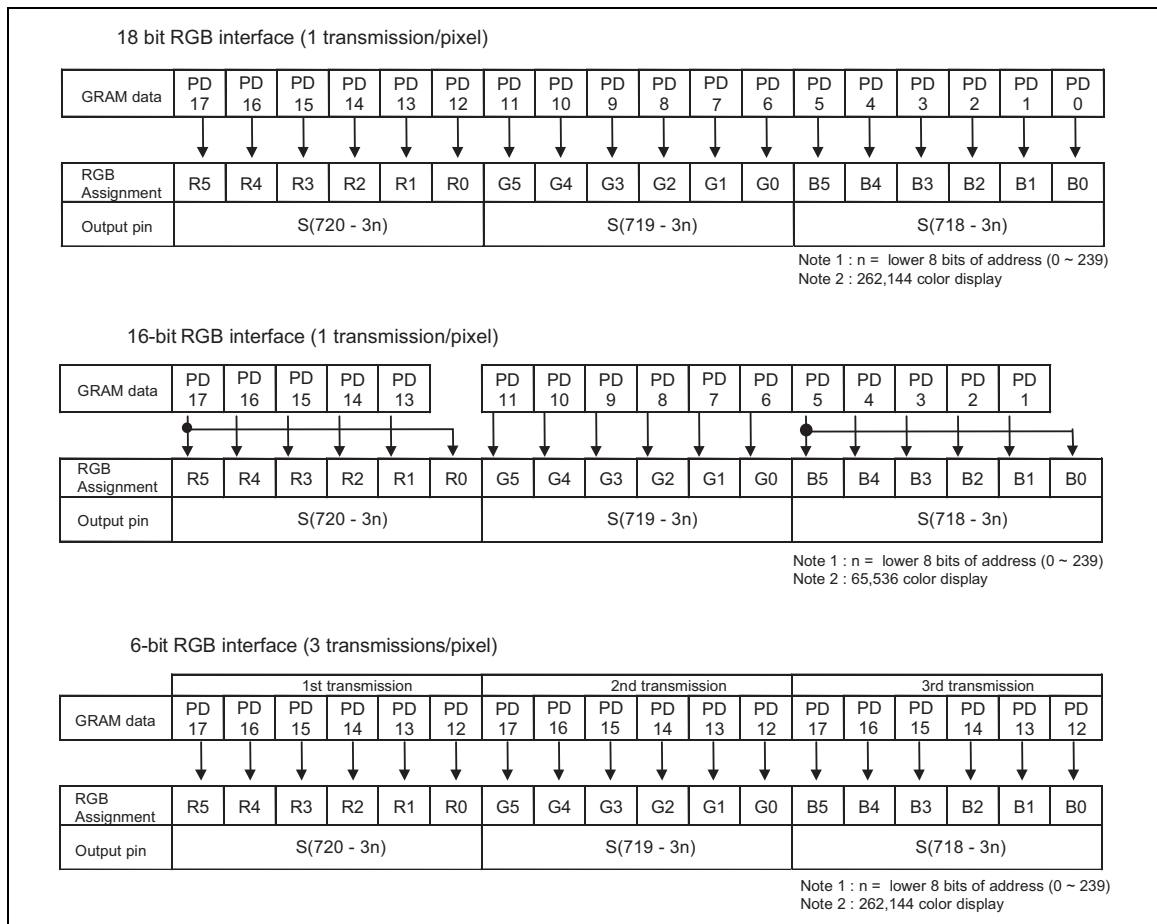 18 bit RGB interface (1 transmission/pixel)
GRAM data PD 17 PD 16 PD 15 PD 14 PD 13 PD 12 PD 11 PD 10 PD 9 PD 8 PD 7 PD 6 PD 5 PD 4 PD 3 PD 2 PD 1 PD 0
RGB Assignment R5 R4 R3 R2 R1 R0 G5 G4 G3 G2 G1 G0 B5 B4 B3 B2 B1 B0
Output pin S(720 - 3n) S(719 - 3n) S(718 - 3n)
Note 1 : n = lower 8 bits of address (0 ~ 239)
Note 2 : 262,144 color display
16-bit RGB interface (1 transmission/pixel)
GRAM data PD 17 PD 16 PD 15 PD 14 PD 13 PD 11 PD 10 PD 9 PD 8 PD 7 PD 6 PD 5 PD 4 PD 3 PD 2 PD 1
RGB Assignment R5 R4 R3 R2 R1 R0 G5 G4 G3 G2 G1 G0 B5 B4 B3 B2 B1 B0
Output pin S(720 - 3n) S(719 - 3n) S(718 - 3n)
Note 1 : n = lower 8 bits of address (0 ~ 239)
Note 2 : 65,536 color display
6-bit RGB interface (3 transmissions/pixel)
1st transmission 2nd transmission 3rd transmission
GRAM data PD 17 PD 16 PD 15 PD 14 PD 13 PD 12 PD 17 PD 16 PD 15 PD 14 PD 13 PD 12 PD 17 PD 16 PD 15 PD 14 PD 13 PD 12
RGB Assignment R5 R4 R3 R2 R1 R0 G5 G4 G3 G2 G1 G0 B5 B4 B3 B2 B1 B0
Output pin S(720 - 3n) S(719 - 3n) S(718 - 3n)
Note 1 : n = lower 8 bits of address (0 ~ 239)
Note 2 : 262,144 color display